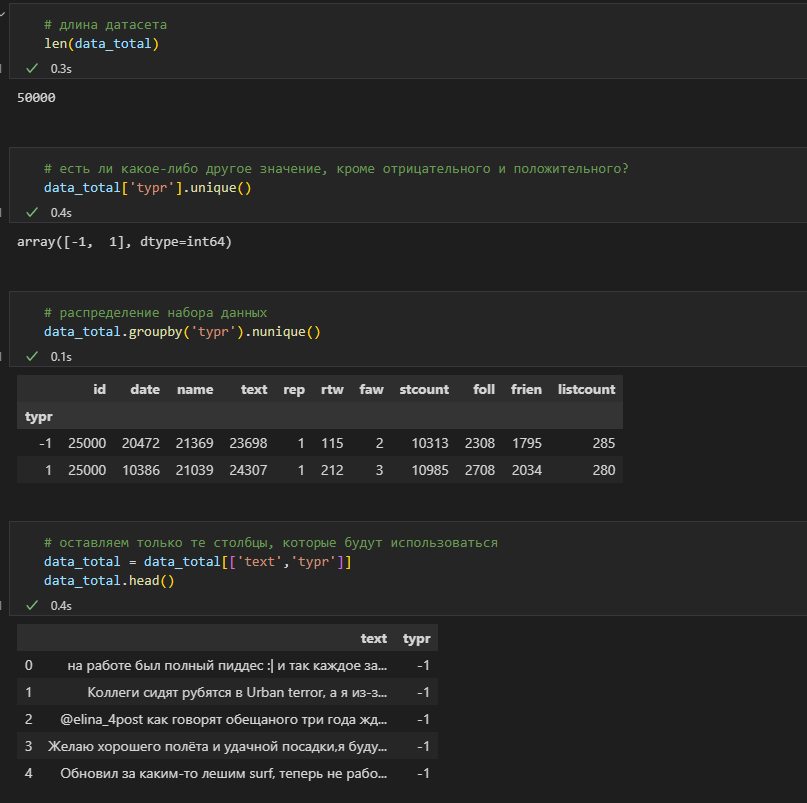 # длина датасета
len(data_total)
0.3s
50000
# есть ли какое-либо другое значение, кроме отрицательного и положительного?
data_total['typr'].unique()
0.4s
array([-1,  1], dtype=int64)
# распределение набора данных
data_total.groupby('typr').nunique()
0.1s
id date name text rep rtw faw stcount foll frien listcount
typr
-1 25000 20472 21369 23698 1 115 2 10313 2308 1795 285
1 25000 10386 21039 24307 1 212 3 10985 2708 2034 280
# оставляем только те столбцы, которые будут использоваться
data_total = data_total[['text','typr']]
data_total.head()
0.4s
text typr
0 на работе был полный пиддес :| и так каждое за... -1
1 Коллеги сидят рубятся в Urban terror, а я из-з... -1
2 @elina_4post как говорят обещаного три года жд... -1
3 Желаю хорошего полёта и удачной посадки,я буду... -1
4 Обновил за каким-то лешим surf, теперь не рабо... -1